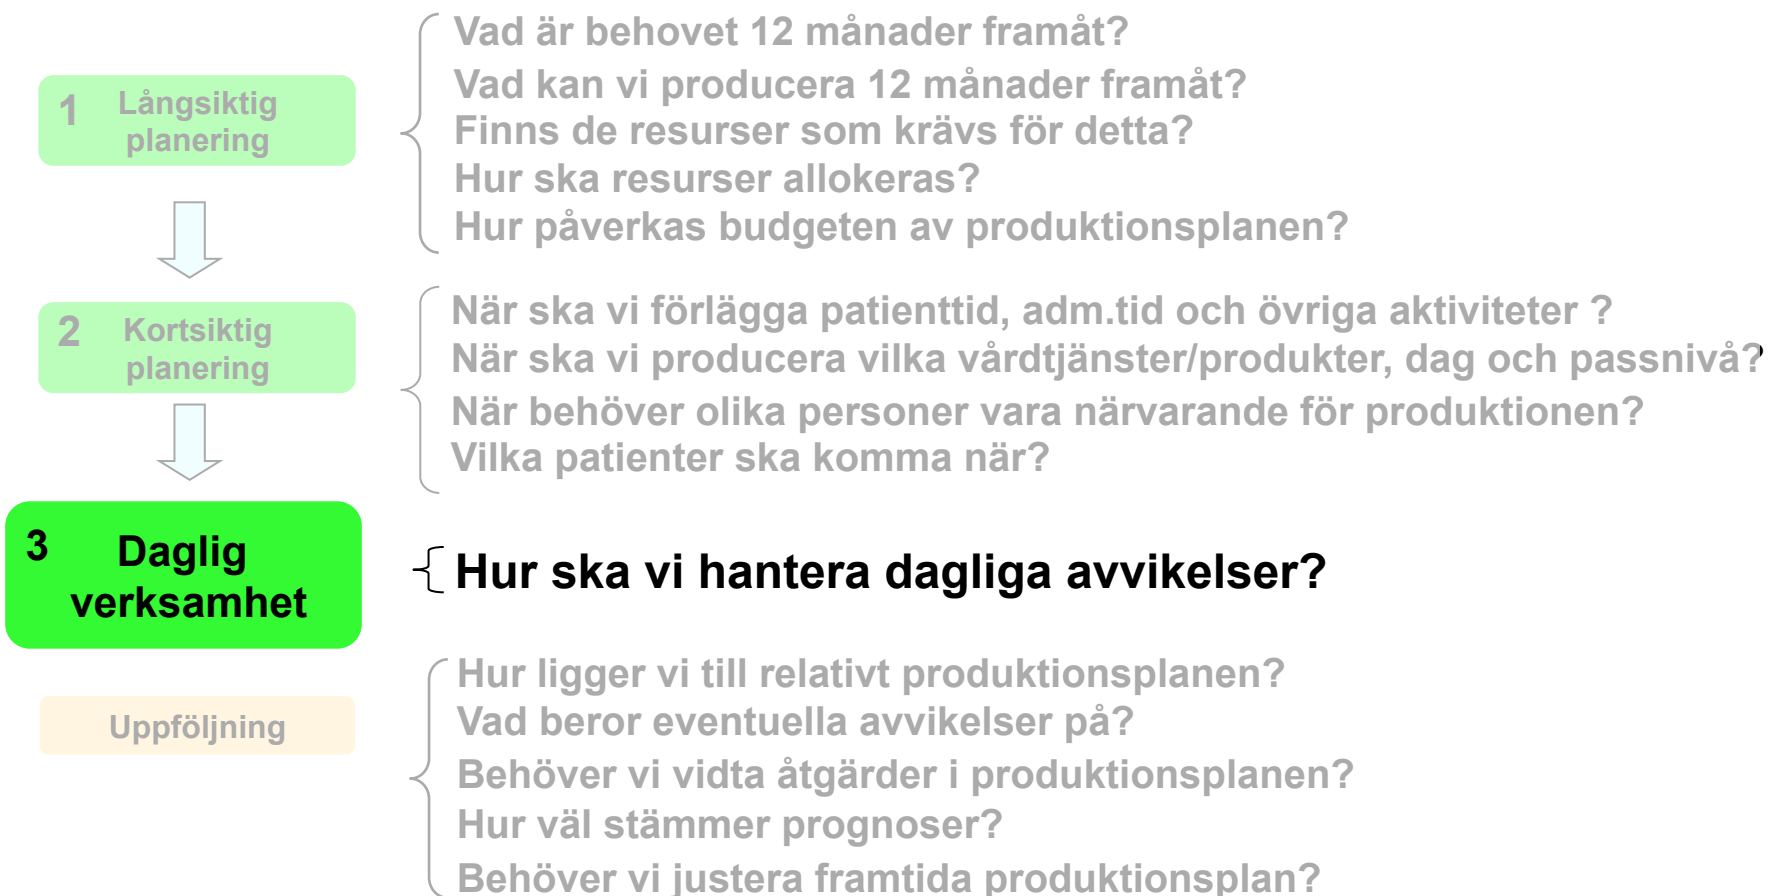 Vad är behovet 12 månader framåt?
Vad kan vi producera 12 månader framåt?
1 Långsiktig
planering
Finns de resurser som krävs för detta?
Hur ska resurser allokeras?
Hur påverkas budgeten av produktionsplanen?
2 Kortsiktig
planering
När ska vi förlägga patienttid, adm.tid och övriga aktiviteter ?
När ska vi producera vilka vårdtjänster/produkter, dag och passnivå?
När behöver olika personer vara närvarande för produktionen?
Vilka patienter ska komma när?
3 Daglig
verksamhet
Hur ska vi hantera dagliga avvikelser?
Uppföljning
Hur ligger vi till relativt produktionsplanen?
Vad beror eventuella avvikelser på?
Behöver vi vidta åtgärder i produktionsplanen?
Hur väl stämmer prognoser?
Behöver vi justera framtida produktionsplan?